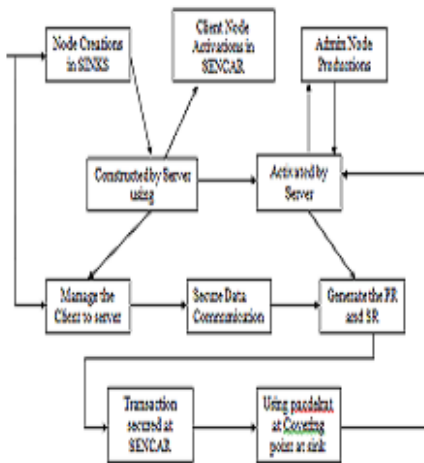 Node Creations
in SINKS
Client Node
Activations in
SENCAR
Admin Node
Productions
Constructed by Server
using
Activated by
Server
Manage the
Client to server
Secure Data
Communication
Generate the PR
and SR
Transaction
secured at
SENCAR
Using
at Covering
point at sink